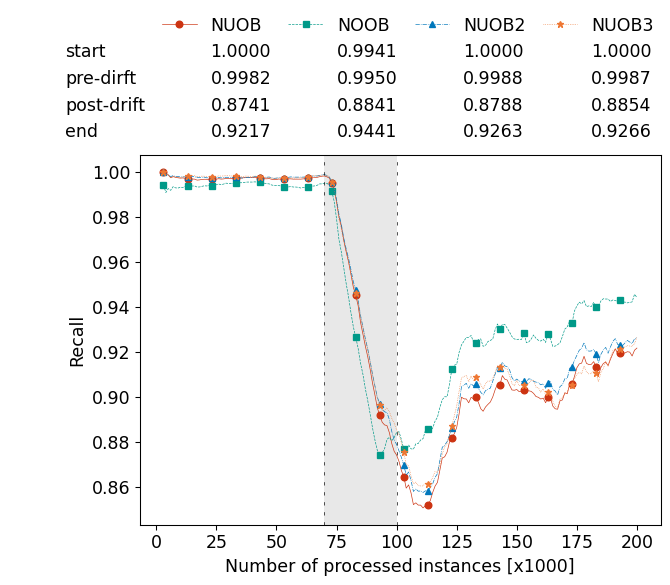 NUOB NOOB NUOB2 NUOB3
start 1.0000 0.9941 1.0000 1.0000
pre-dirft 0.9982 0.9950 0.9988 0.9987
post-drift 0.8741 0.8841 0.8788 0.8854
end 0.9217 0.9441 0.9263 0.9266
1.00
0.98
0.96
0.94
0.92
0.90
0.88
0.86
Recall
0 25 50 75 100 125 150 175 200
Number of processed instances [x1000]